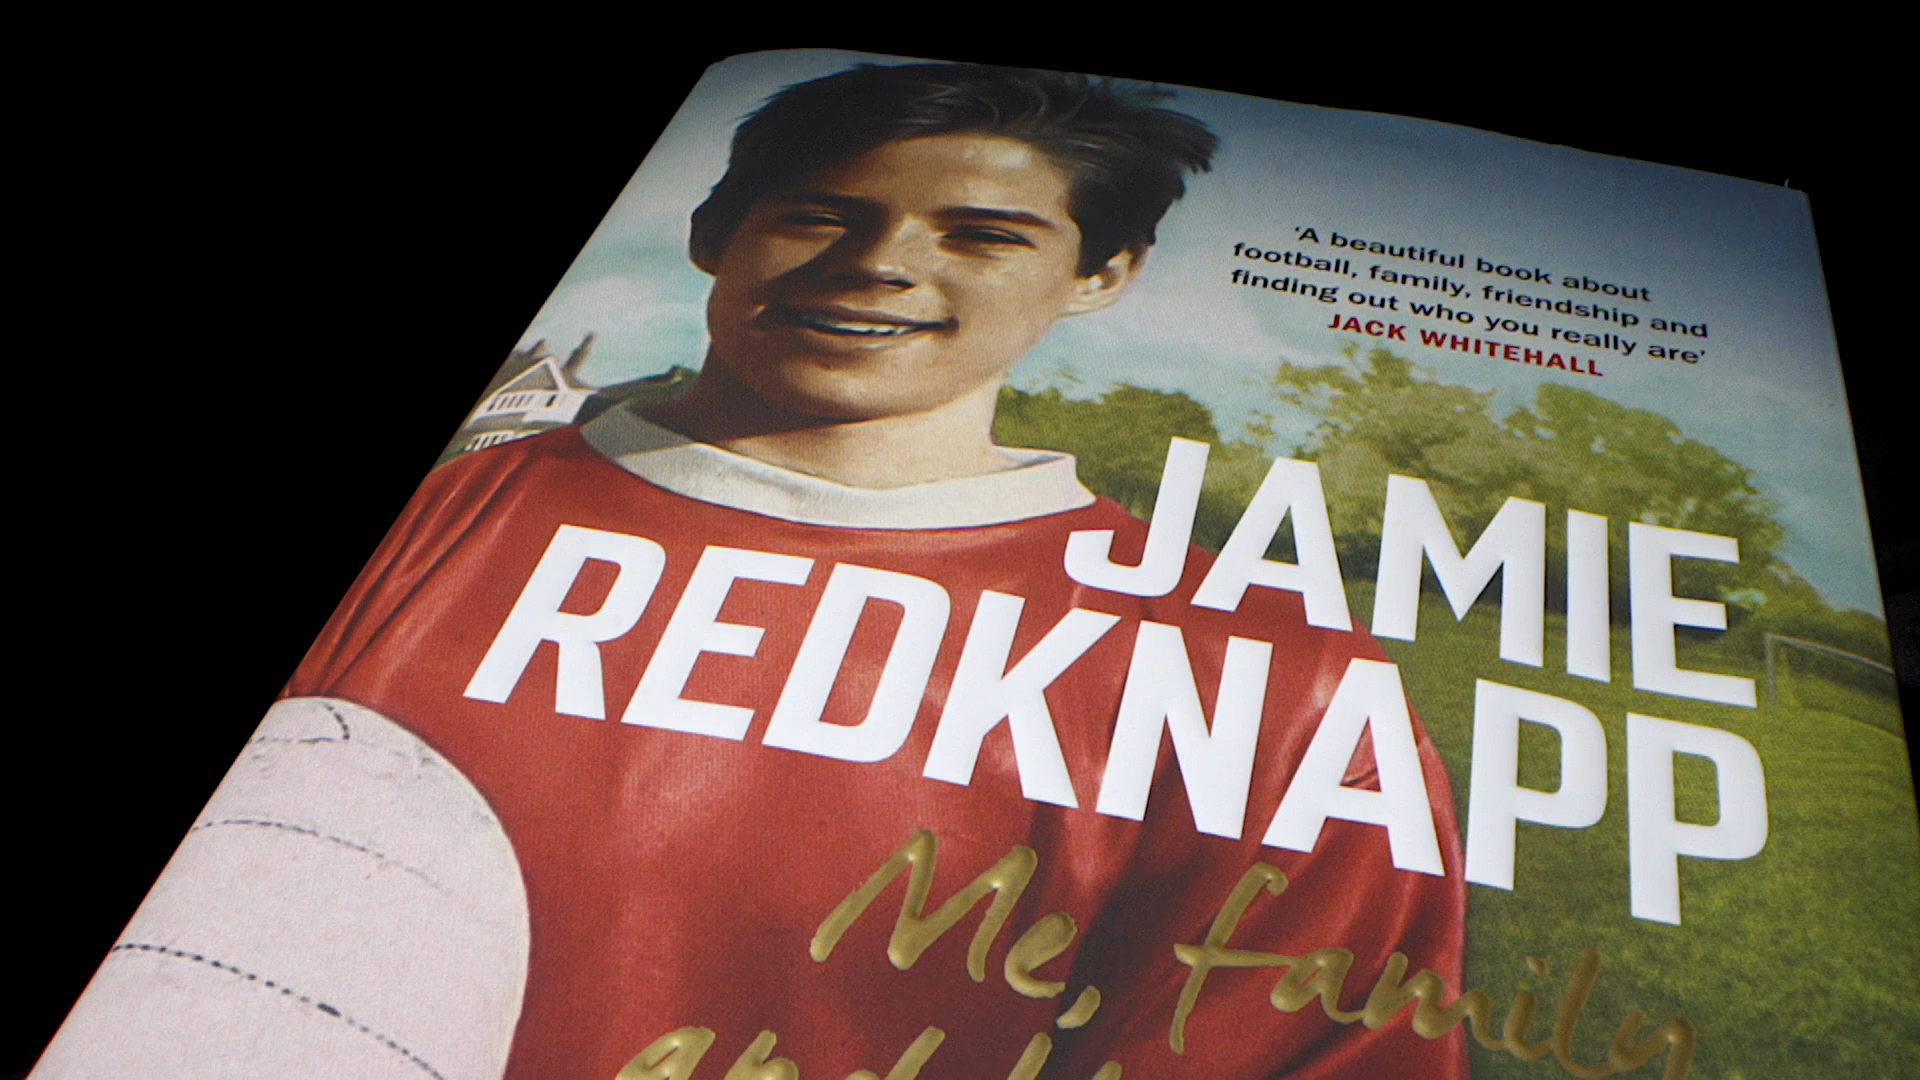 ‘A beautiful book about
football, family, friendship and
finding out who you really are’
JACK WHITEHALL
JAMIE
REDKNAPP
Me, family
and